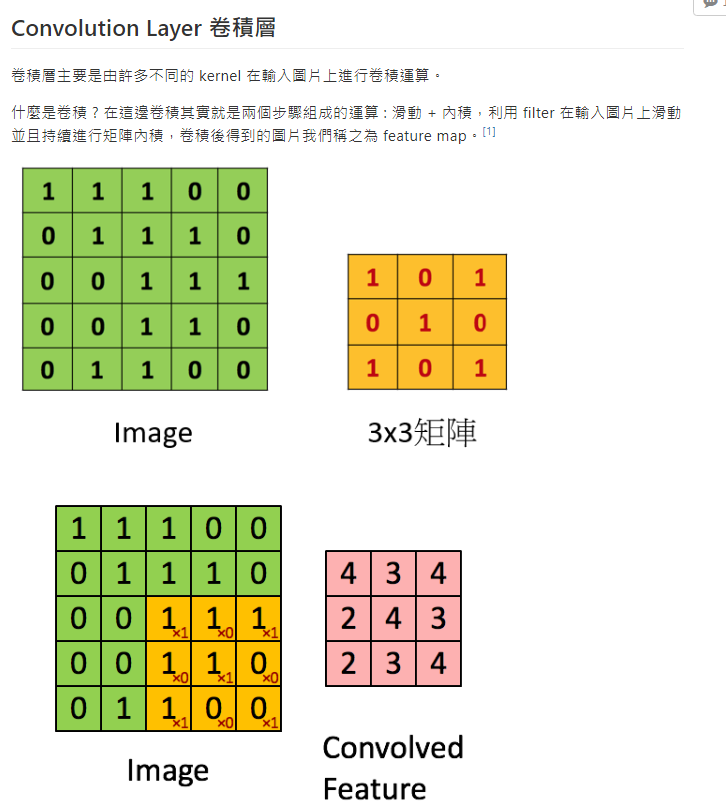 Convolution Layer 卷積層
卷積層主要是由許多不同的 kernel 在輸入圖片上進行卷積運算。
什麼是卷積？在這邊卷積其實就是兩個步驟組成的運算 : 滑動 + 內積，利用 filter 在輸入圖片上滑動
並且持續進行矩陣內積，卷積後得到的圖片我們稱之為 feature map。[1]
1 1 1 0 0
0 1 1 1 0
0 0 1 1 1
0 0 1 1 0
0 1 1 0 0
Image
1 0 1
0 1 0
1 0 1
3x3矩陣
1 1 1 0 0
0 1 1 1 0
0 0 1×1 1×0 1×1
0 0 1×0 1×1 0×0
0 1 1×1 0×0 0×1
Image
4 3 4
2 4 3
2 3 4
Convolved
Feature